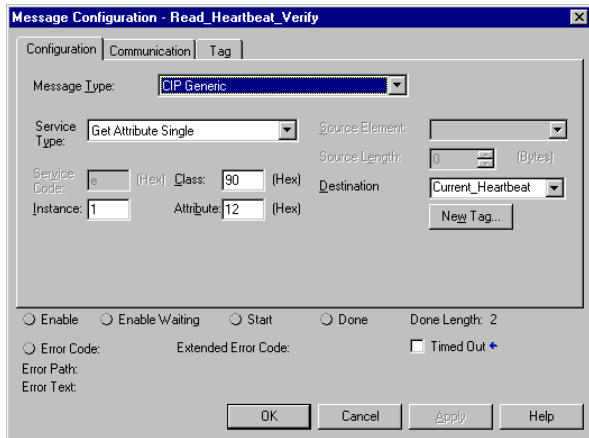 Message Configuration - Read_Heartbeat_Verify
Configuration Communication Tag
Message Type: CIP Generic
Service Type: Get Attribute Single
Source Element:
Source Length: 0 (Bytes)
Service Code: e (Hex) Class: 90 (Hex)
Destination Current_Heartbeat
Instance: 1 Attribute: 12 (Hex)
New Tag...
Enable Enable Waiting Start Done Done Length: 2
Error Code: Extended Error Code: Timed Out
Error Path:
Error Text:
OK Cancel Apply Help